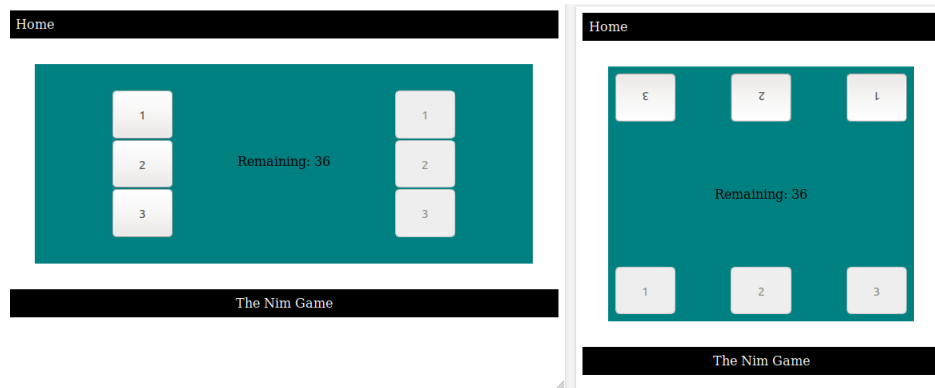 Home
1 1
2 Remaining: 36 2
3 3
The Nim Game
Home
3 2 1
Remaining: 36
1 2 3
The Nim Game